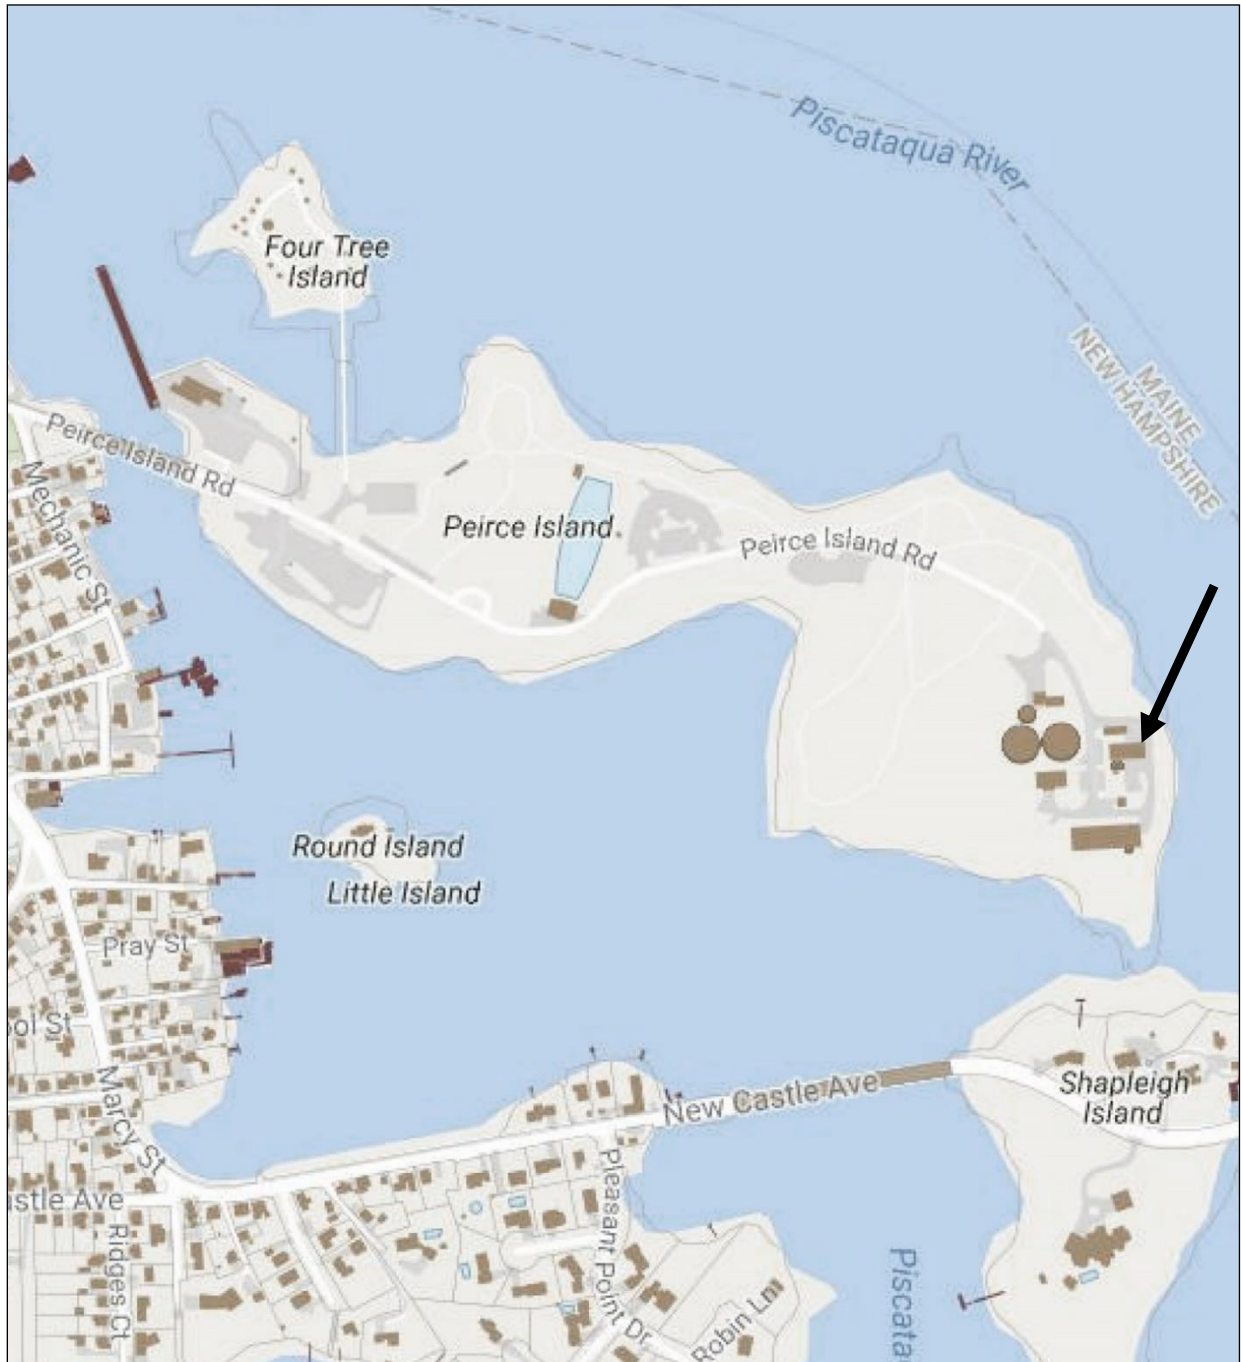 Piscataqua River
Four Tree
Island
MAINE
NEW HAMPSHIRE
Peirce Island Rd
Mechanic St
Peirce Island
Peirce Island Rd
Round Island
Little Island
Pray St
ool St
Marcy St
New Castle Ave
Shapleigh
Island
astle Ave
Pleasant Point Dr
Ridges Ct
Robin Ln
Piscata